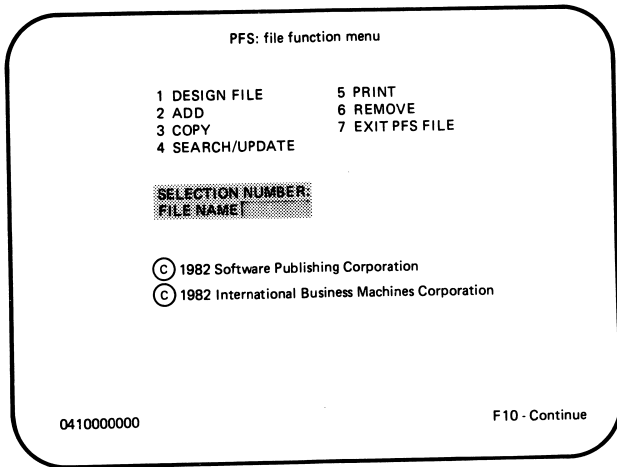 PFS: file function menu
1 DESIGN FILE
2 ADD
3 COPY
4 SEARCH/UPDATE
5 PRINT
6 REMOVE
7 EXIT PFS FILE
SELECTION NUMBER:
FILE NAME
© 1982 Software Publishing Corporation
© 1982 International Business Machines Corporation
0410000000
F10 - Continue